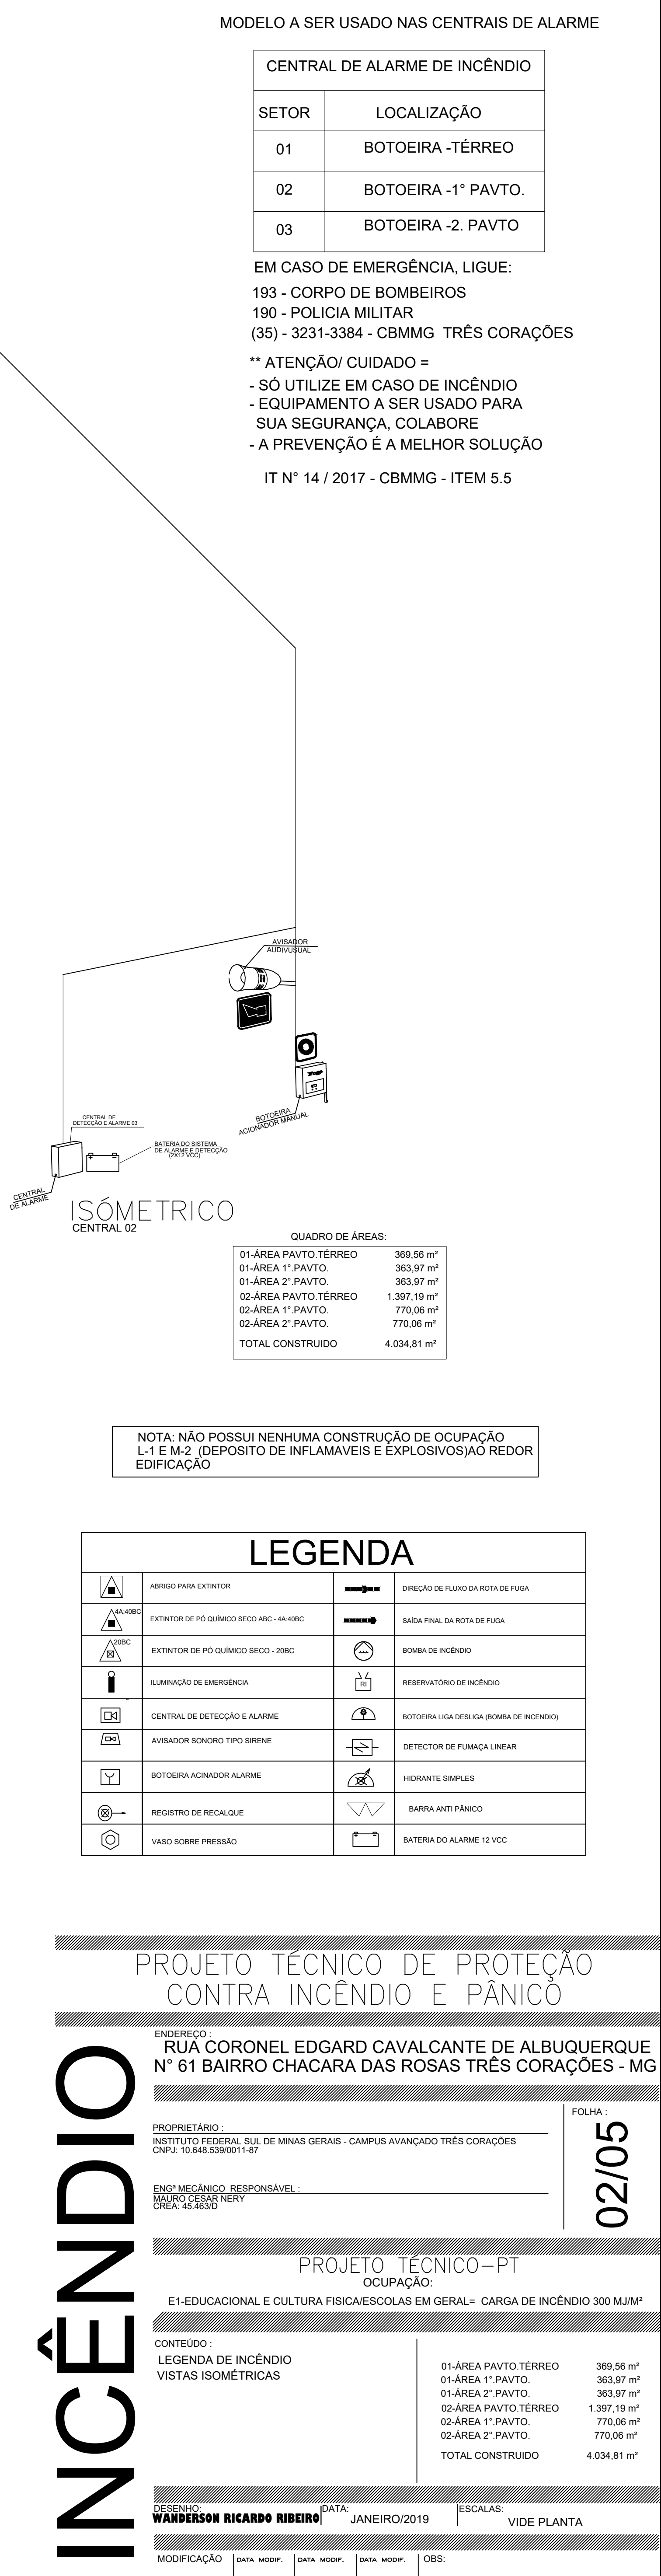 MODELO A SER USADO NAS CENTRAIS DE ALARME
CENTRAL DE ALARME DE INCÊNDIO
SETOR LOCALIZAÇÃO
01 BOTOEIRA -TÉRREO
02 BOTOEIRA -1° PAVTO.
03 BOTOEIRA -2. PAVTO
EM CASO DE EMERGÊNCIA, LIGUE:
193 - CORPO DE BOMBEIROS
190 - POLICIA MILITAR
(35) - 3231-3384 - CBMMG TRÊS CORAÇÕES
** ATENÇÃO/ CUIDADO =
- SÓ UTILIZE EM CASO DE INCÊNDIO
- EQUIPAMENTO A SER USADO PARA
SUA SEGURANÇA, COLABORE
- A PREVENÇÃO É A MELHOR SOLUÇÃO
IT N° 14 / 2017 - CBMMG - ITEM 5.5
AVISADOR
AUDIVUSUAL
Fogo
BOTOEIRA
ACIONADOR MANUAL
CENTRAL DE
DETECÇÃO E ALARME 03
BATERIA DO SISTEMA
DE ALARME E DETECÇÃO
(2X12 VCC)
CENTRAL
DE ALARME
ISÓMETRICO
CENTRAL 02
QUADRO DE ÁREAS:
01-ÁREA PAVTO.TÉRREO 369,56 m²
01-ÁREA 1°.PAVTO. 363,97 m²
01-ÁREA 2°.PAVTO. 363,97 m²
02-ÁREA PAVTO.TÉRREO 1.397,19 m²
02-ÁREA 1°.PAVTO. 770,06 m²
02-ÁREA 2°.PAVTO. 770,06 m²
TOTAL CONSTRUIDO 4.034,81 m²
NOTA: NÃO POSSUI NENHUMA CONSTRUÇÃO DE OCUPAÇÃO
L-1 E M-2 (DEPOSITO DE INFLAMAVEIS E EXPLOSIVOS)AO REDOR
EDIFICAÇÃO
LEGENDA
ABRIGO PARA EXTINTOR DIREÇÃO DE FLUXO DA ROTA DE FUGA
4A:40BC EXTINTOR DE PÓ QUÍMICO SECO ABC - 4A:40BC SAÍDA FINAL DA ROTA DE FUGA
20BC EXTINTOR DE PÓ QUÍMICO SECO - 20BC BOMBA DE INCÊNDIO
ILUMINAÇÃO DE EMERGÊNCIA RI RESERVATÓRIO DE INCÊNDIO
CENTRAL DE DETECÇÃO E ALARME BOTOEIRA LIGA DESLIGA (BOMBA DE INCENDIO)
AVISADOR SONORO TIPO SIRENE DETECTOR DE FUMAÇA LINEAR
BOTOEIRA ACINADOR ALARME HIDRANTE SIMPLES
REGISTRO DE RECALQUE BARRA ANTI PÂNICO
VASO SOBRE PRESSÃO BATERIA DO ALARME 12 VCC
PROJETO TÉCNICO DE PROTEÇÃO
CONTRA INCÊNDIO E PÂNICO
INCÊNDIO
ENDEREÇO :
RUA CORONEL EDGARD CAVALCANTE DE ALBUQUERQUE
N° 61 BAIRRO CHACARA DAS ROSAS TRÊS CORAÇÕES - MG
PROPRIETÁRIO :
INSTITUTO FEDERAL SUL DE MINAS GERAIS - CAMPUS AVANÇADO TRÊS CORAÇÕES
CNPJ: 10.648.539/0011-87
ENGº MECÂNICO RESPONSÁVEL :
MAURO CESAR NERY
CREA: 45.463/D
FOLHA :
02/05
PROJETO TÉCNICO-PT
OCUPAÇÃO:
E1-EDUCACIONAL E CULTURA FISICA/ESCOLAS EM GERAL= CARGA DE INCÊNDIO 300 MJ/M²
CONTEÚDO :
LEGENDA DE INCÊNDIO
VISTAS ISOMÉTRICAS
01-ÁREA PAVTO.TÉRREO 369,56 m²
01-ÁREA 1°.PAVTO. 363,97 m²
01-ÁREA 2°.PAVTO. 363,97 m²
02-ÁREA PAVTO.TÉRREO 1.397,19 m²
02-ÁREA 1°.PAVTO. 770,06 m²
02-ÁREA 2°.PAVTO. 770,06 m²
TOTAL CONSTRUIDO 4.034,81 m²
DESENHO: DATA: ESCALAS:
WANDERSON RICARDO RIBEIRO JANEIRO/2019 VIDE PLANTA
MODIFICAÇÃO DATA MODIF. DATA MODIF. DATA MODIF. OBS: